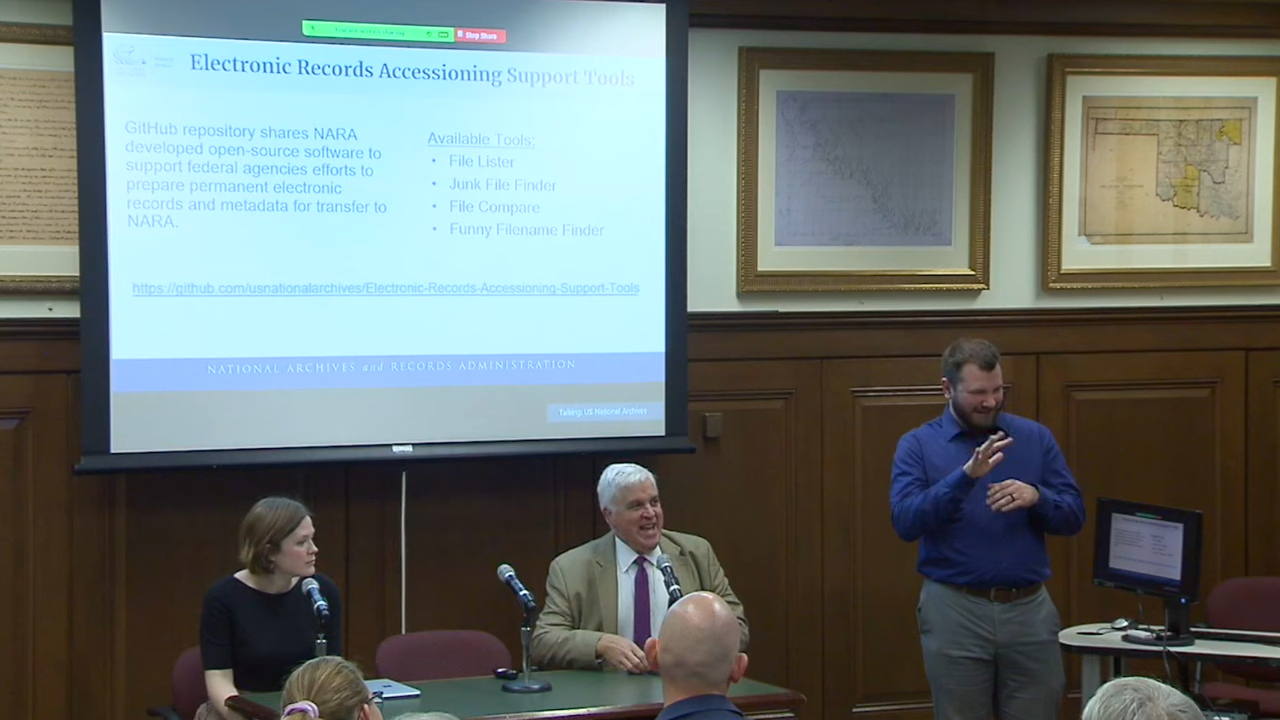 Stop Share
Electronic Records Accessioning Support Tools
GitHub repository shares NARA
developed open-source software to
support federal agencies efforts to
prepare permanent electronic
records and metadata for transfer to
NARA.
Available Tools:
• File Lister
• Junk File Finder
• File Compare
• Funny Filename Finder
https://github.com/usnationalarchives/Electronic-Records-Accessioning-Support-Tools
NATIONAL ARCHIVES and RECORDS ADMINISTRATION
Talking: US National Archives